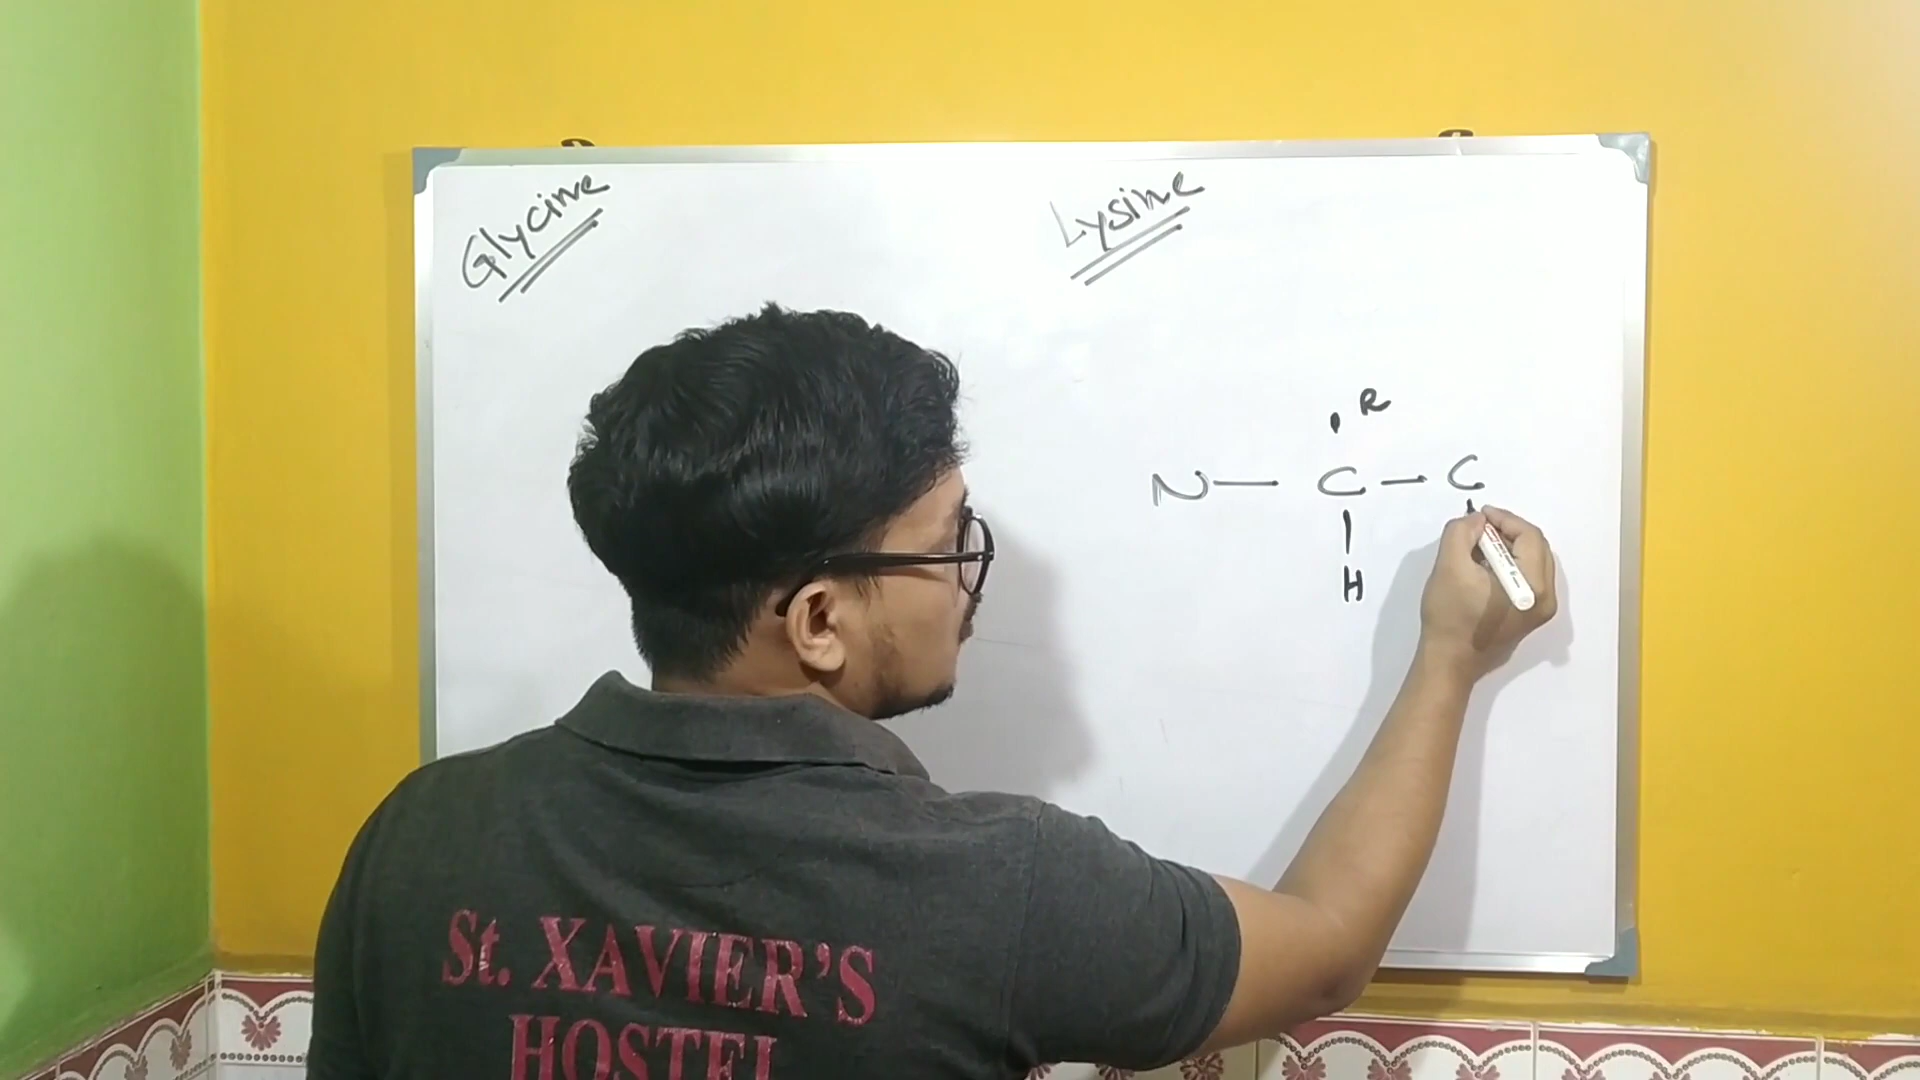 Glycine
Lysine
R
N — C — C
H
St. XAVIER'S
HOSTEL